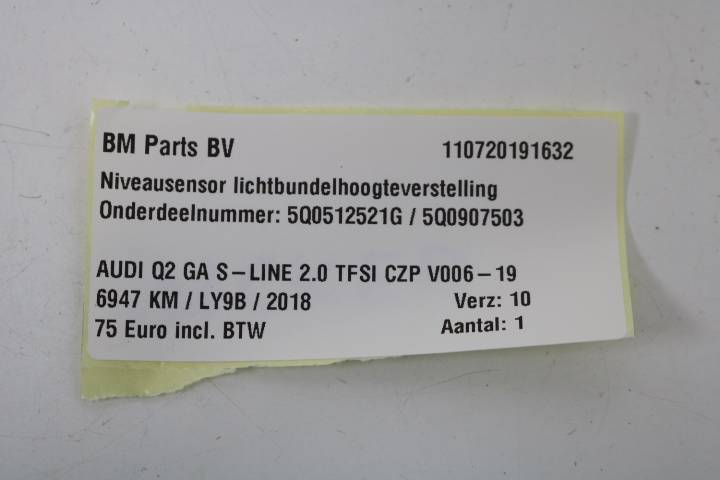 BM Parts BV 110720191632
Niveausensor lichtbundelhoogteverstelling
Onderdeelnummer: 5Q0512521G / 5Q0907503
AUDI Q2 GA S-LINE 2.0 TFSI CZP V006-19
6947 KM / LY9B / 2018 Verz: 10
75 Euro incl. BTW Aantal: 1